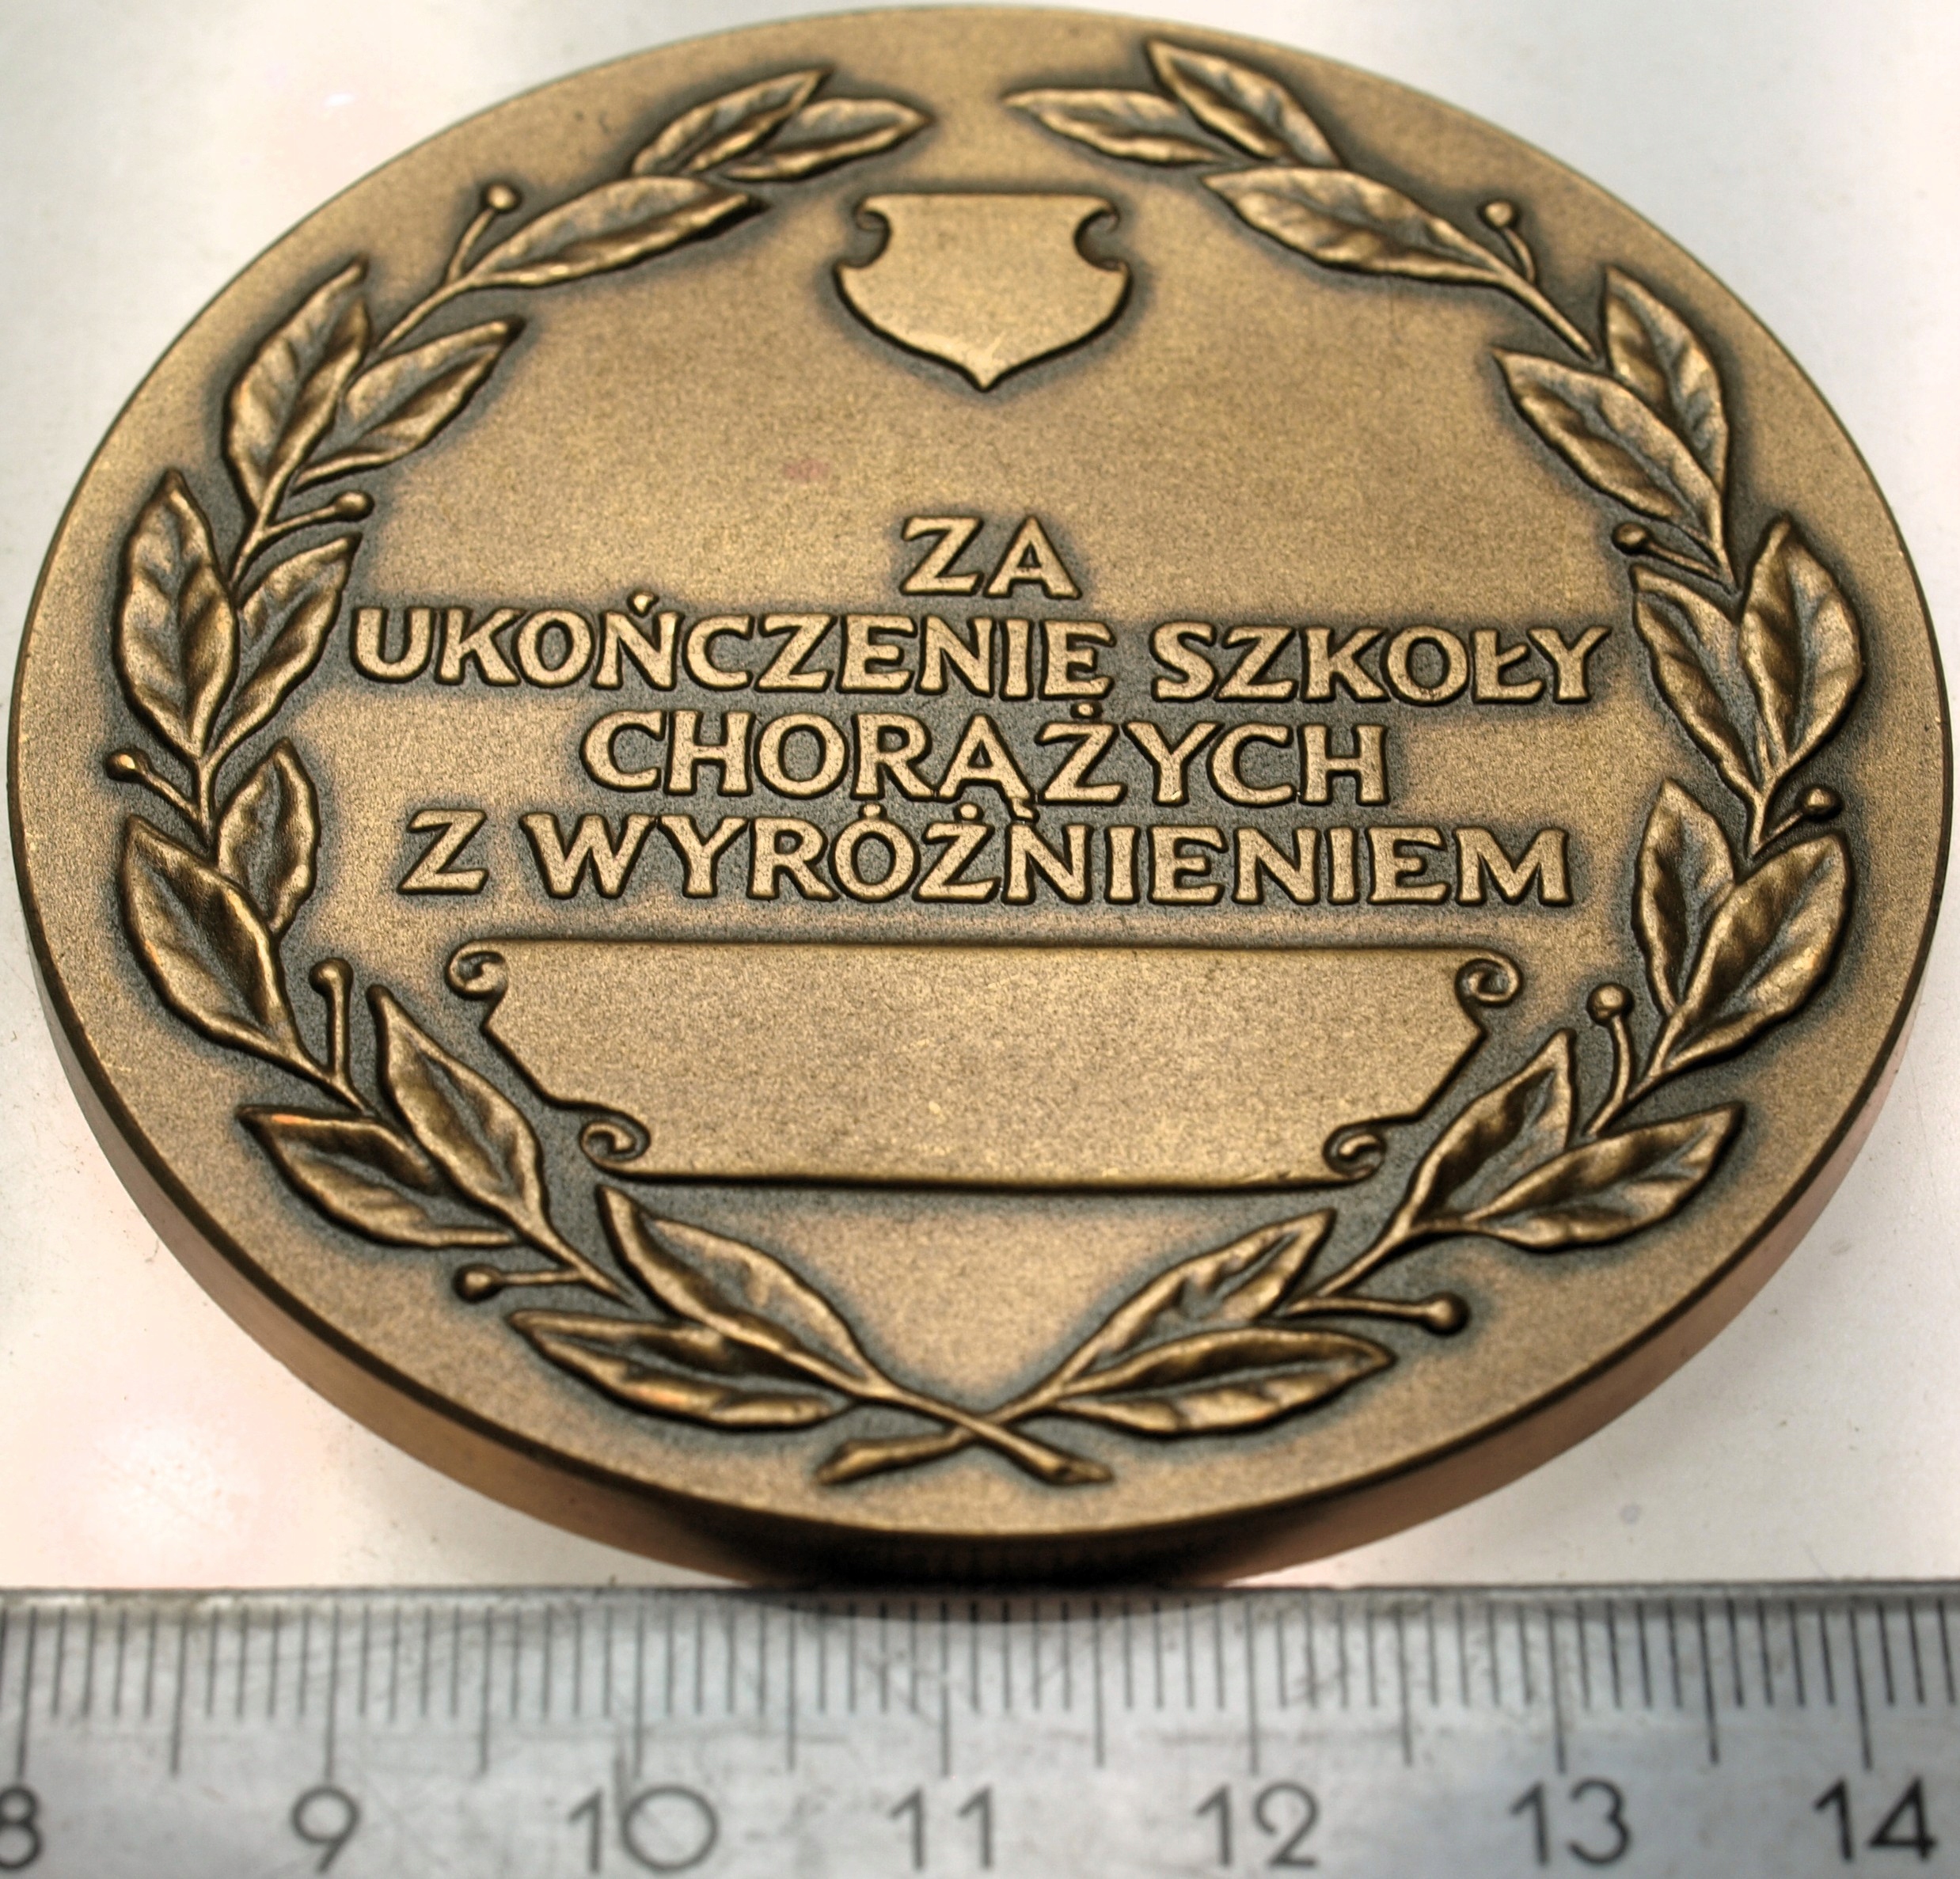 ZA
UKOŃCZENIE SZKOŁY
CHORĄŻYCH
Z WYRÓŻNIENIEM
8 9 10 11 12 13 14